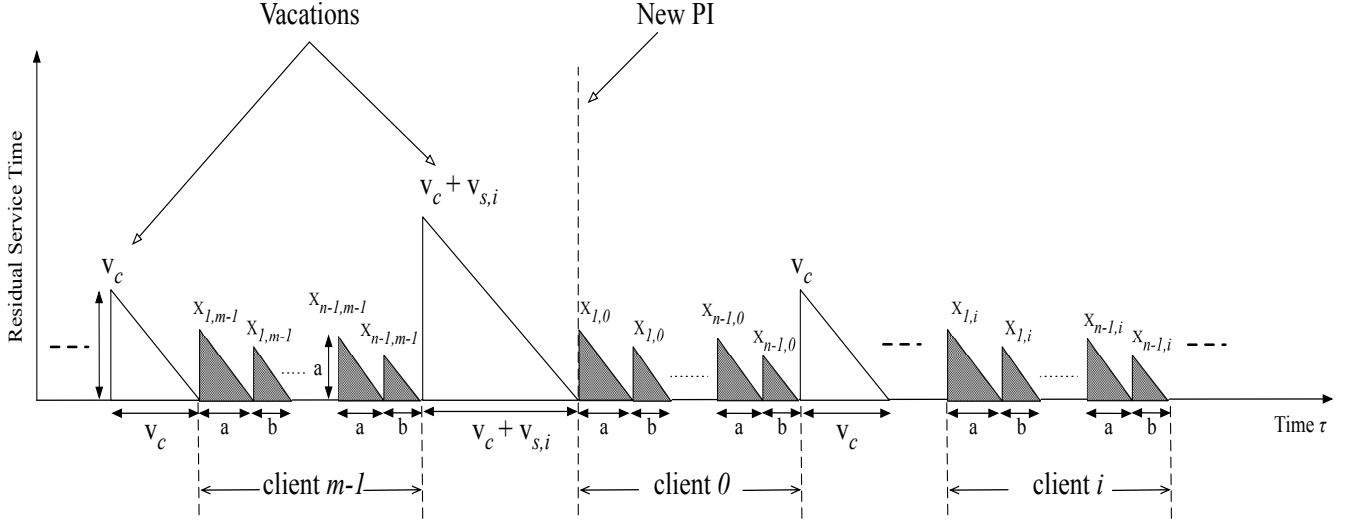 Vacations
New PI
Residual Service Time
v_c + v_{s,i}
v_c
v_c
X_{1,m-1}
X_{1,m-1}
.....
X_{n-1,m-1}
X_{n-1,m-1}
a
X_{1,0}
X_{1,0}
........
X_{n-1,0}
X_{n-1,0}
X_{1,i}
X_{1,i}
........
X_{n-1,i}
X_{n-1,i}
v_c
a
b
a
b
v_c + v_{s,i}
a
b
a
b
v_c
a
b
a
b
Time τ
client m-1
client 0
client i